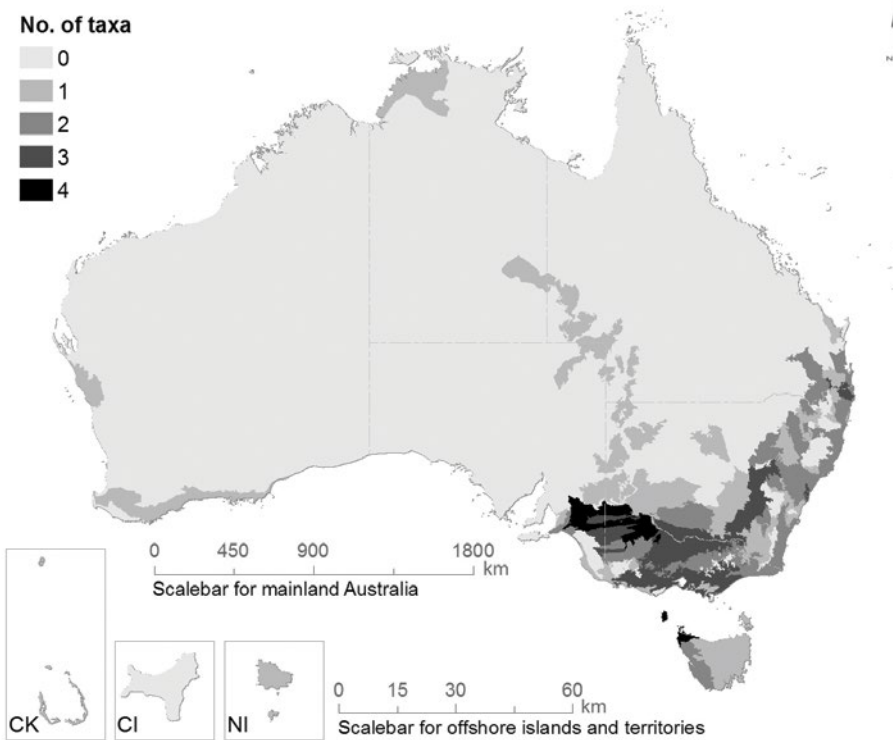 No. of taxa
0
1
2
3
4
N
0 450 900 1800
km
Scalebar for mainland Australia
CK
CI
NI
0 15 30 60
km
Scalebar for offshore islands and territories